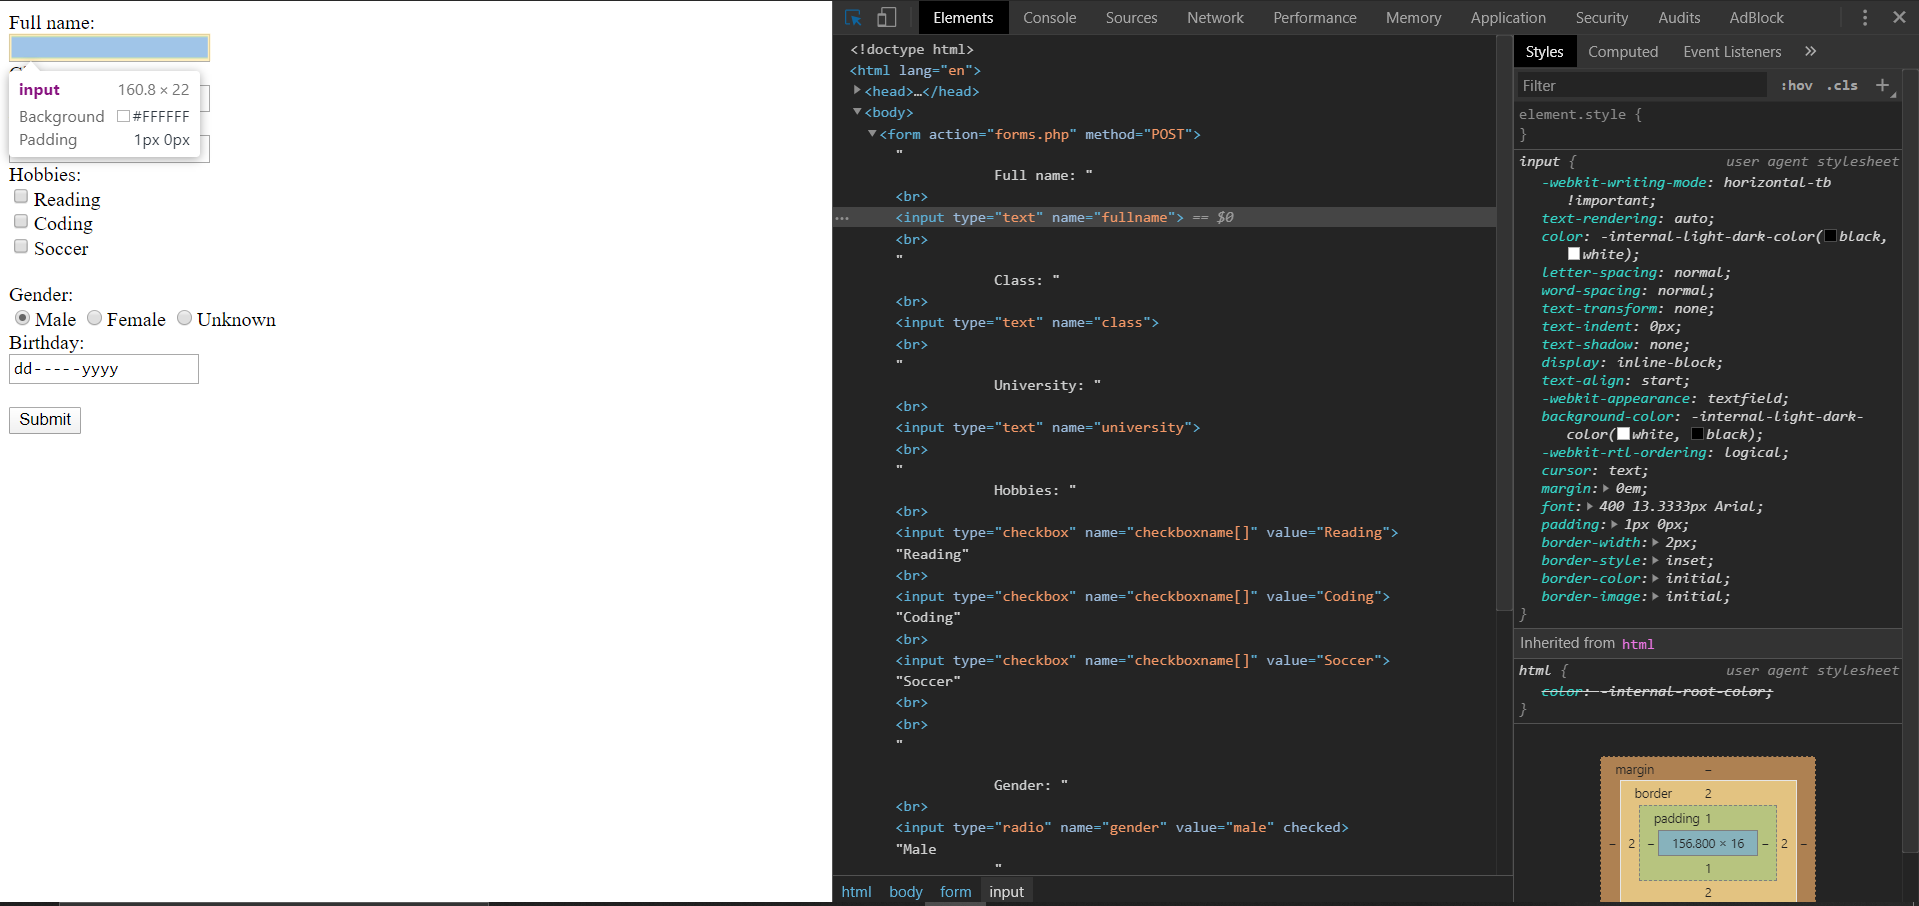 Full name:
input 160.8 × 22
Background #FFFFFF
Padding 1px 0px
Hobbies:
Reading
Coding
Soccer
Gender:
Male Female Unknown
Birthday:
dd-----yyyy
Submit
Elements Console Sources Network Performance Memory Application Security Audits AdBlock
<!doctype html>
<html lang="en">
<head>…</head>
<body>
<form action="forms.php" method="POST">
"
Full name: "
<br>
<input type="text" name="fullname"> == $0
<br>
"
Class: "
<br>
<input type="text" name="class">
<br>
"
University: "
<br>
<input type="text" name="university">
<br>
"
Hobbies: "
<br>
<input type="checkbox" name="checkboxname[]" value="Reading">
"Reading"
<br>
<input type="checkbox" name="checkboxname[]" value="Coding">
"Coding"
<br>
<input type="checkbox" name="checkboxname[]" value="Soccer">
"Soccer"
<br>
<br>
"
Gender: "
<br>
<input type="radio" name="gender" value="male" checked>
"Male
"
html body form input
Styles Computed Event Listeners »
Filter :hov .cls +
element.style {
}
input { user agent stylesheet
-webkit-writing-mode: horizontal-tb
!important;
text-rendering: auto;
color: -internal-light-dark-color(black,
white);
letter-spacing: normal;
word-spacing: normal;
text-transform: none;
text-indent: 0px;
text-shadow: none;
display: inline-block;
text-align: start;
-webkit-appearance: textfield;
background-color: -internal-light-dark-
color(white, black);
-webkit-rtl-ordering: logical;
cursor: text;
margin: 0em;
font: 400 13.3333px Arial;
padding: 1px 0px;
border-width: 2px;
border-style: inset;
border-color: initial;
border-image: initial;
}
Inherited from html
html { user agent stylesheet
color: -internal-root-color;
}
margin –
border 2
padding 1
– 2 – 156.800 × 16 – 2 –
1
2